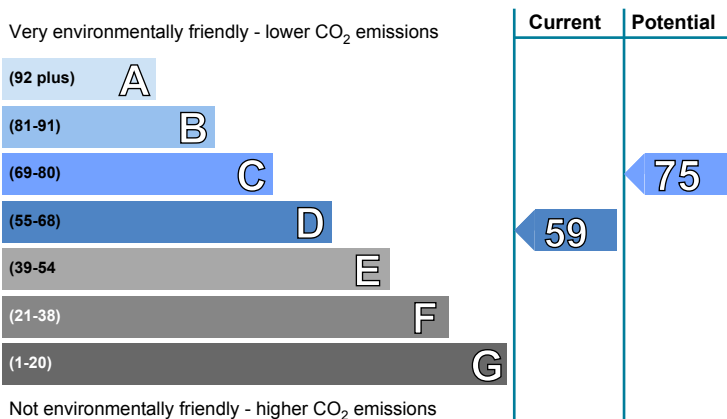 Very environmentally friendly - lower CO2 emissions
Current
Potential
(92 plus) A
(81-91) B
(69-80) C
75
(55-68) D
59
(39-54 E
(21-38) F
(1-20) G
Not environmentally friendly - higher CO2 emissions